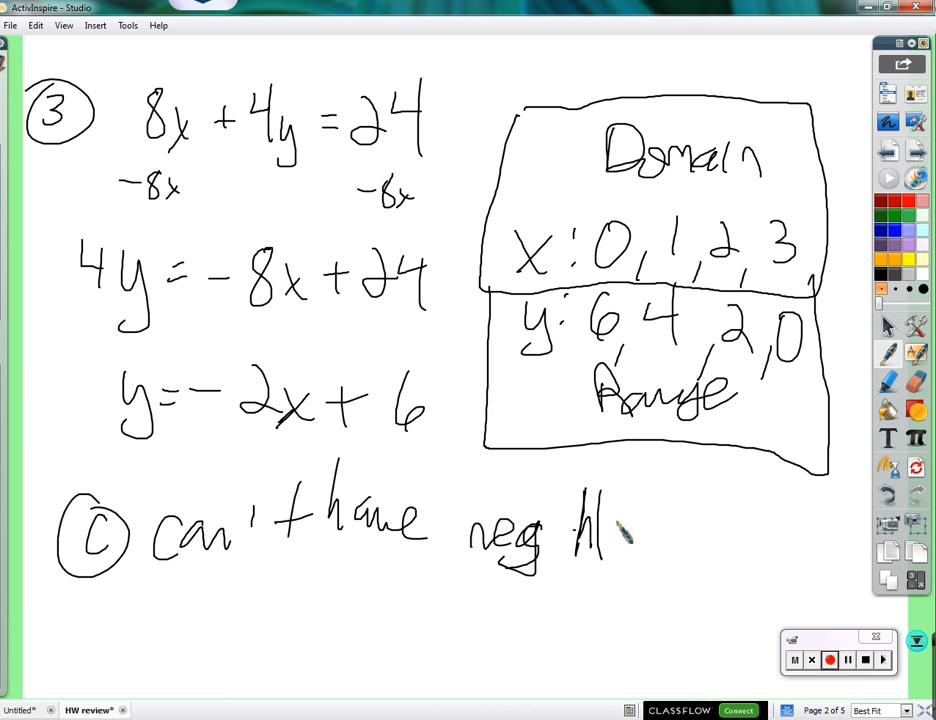 ActivInspire - Studio
File Edit View Insert Tools Help
3 8x + 4y = 24
-8x -8x
4y = -8x + 24
y = -2x + 6
Domain
x: 0, 1, 2, 3
y: 6, 4, 2, 0
Range
C can't have neg
Untitled* HW review* CLASSFLOW Connect Page 2 of 5 Best Fit